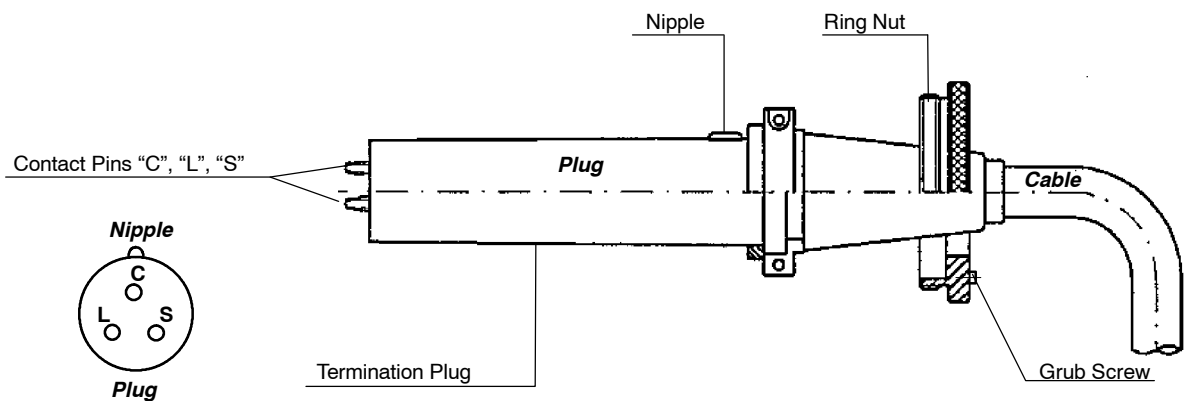 Nipple
Ring Nut
Plug
Contact Pins “C”, “L”, “S”
Cable
Nipple
C
L S
Termination Plug
Grub Screw
Plug